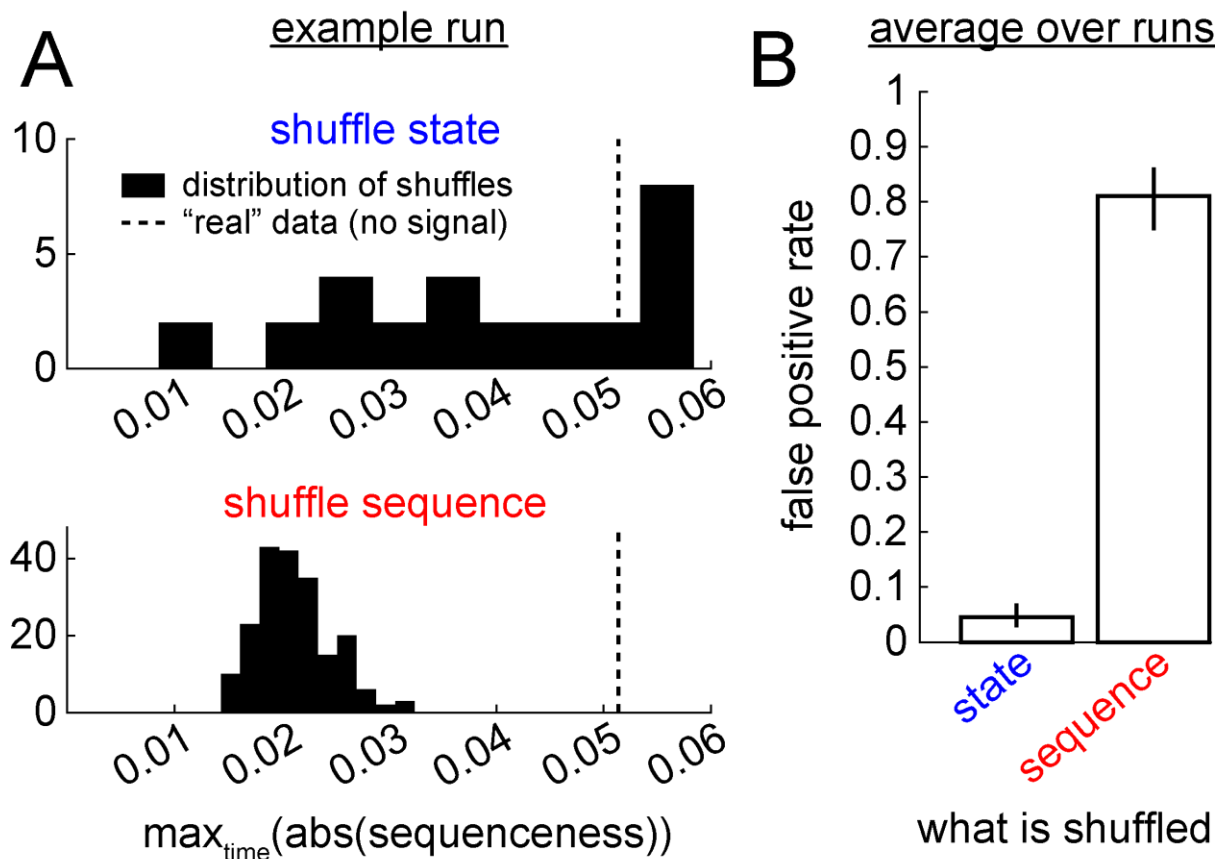 example run
A
shuffle state
10
5
0
distribution of shuffles
“real” data (no signal)
0.01
0.02
0.03
0.04
0.05
0.06
shuffle sequence
40
20
0
0.01
0.02
0.03
0.04
0.05
0.06
max_time(abs(sequenceness))
average over runs
B
1
0.9
0.8
0.7
0.6
0.5
0.4
0.3
0.2
0.1
0
false positive rate
state
sequence
what is shuffled